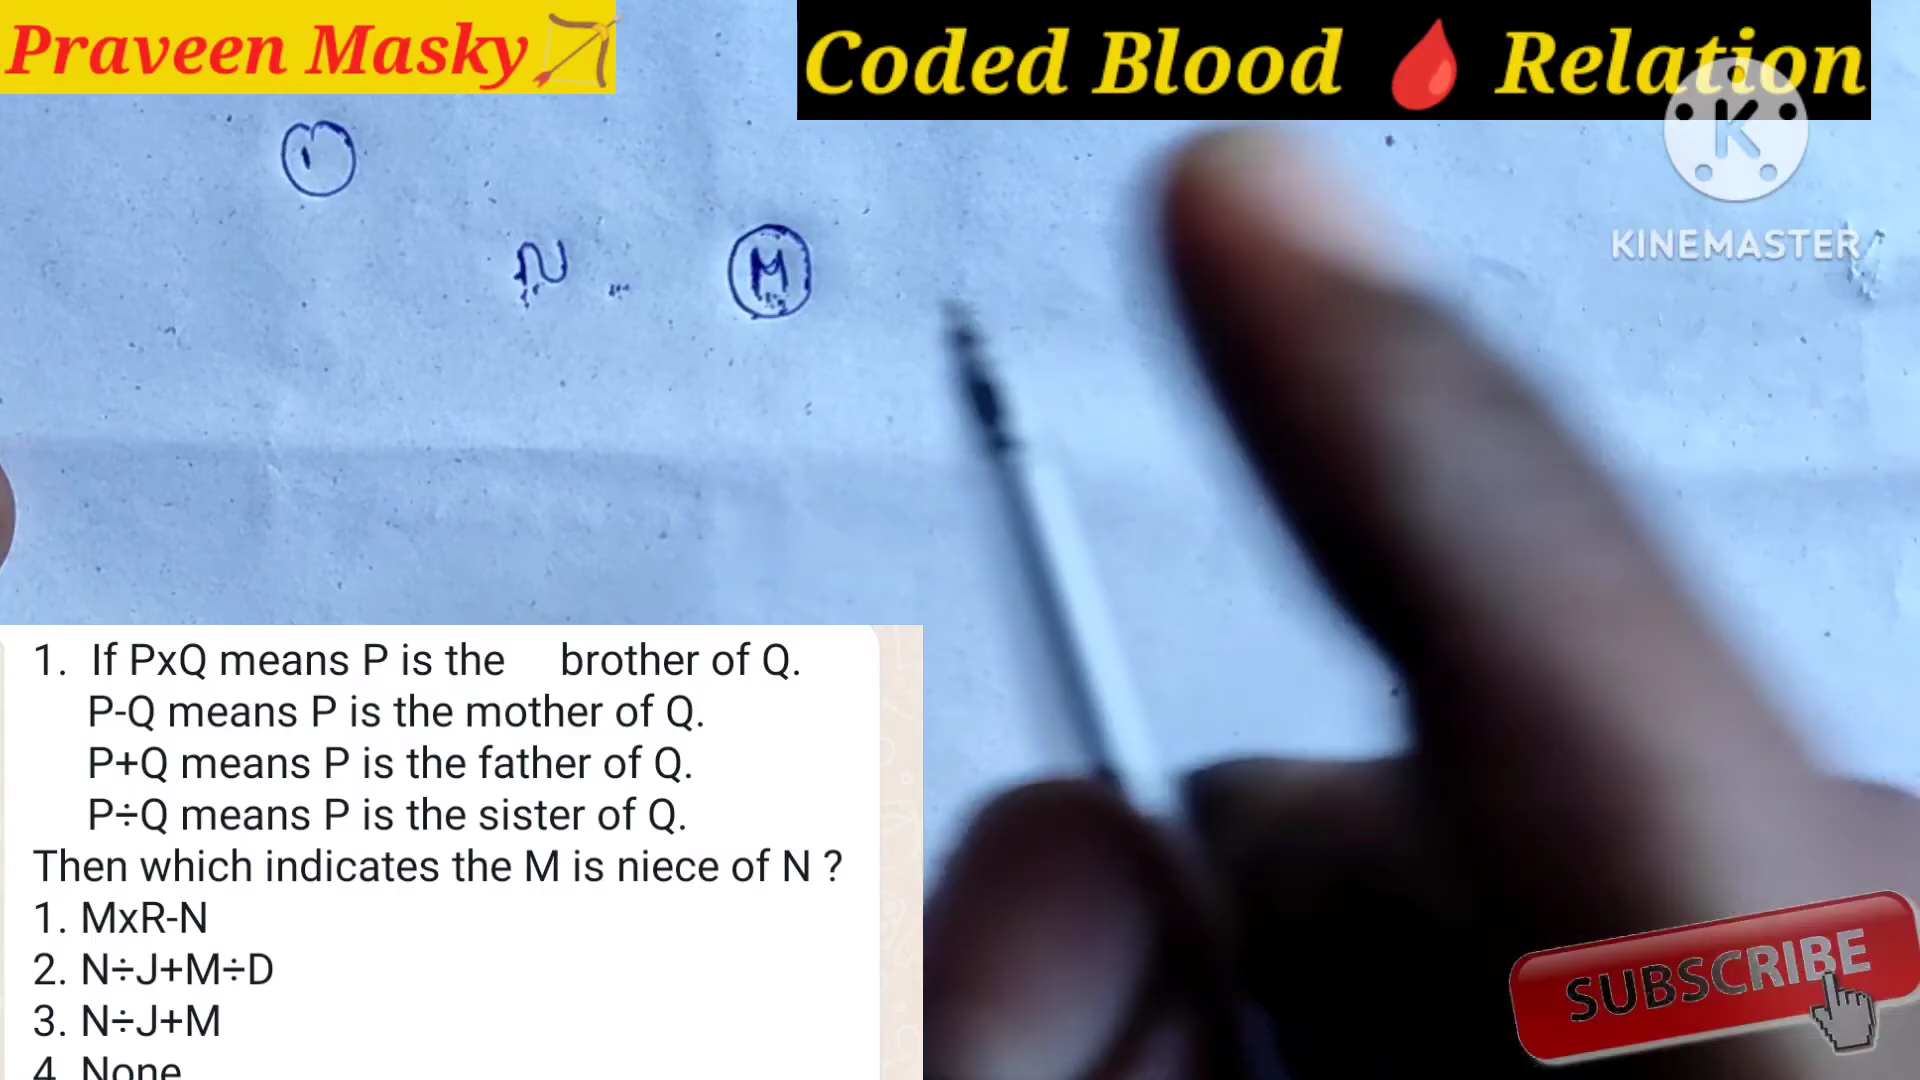 Praveen Masky
Coded Blood Relation
K
KINEMASTER
1
N
M
1. If PxQ means P is the brother of Q.
P-Q means P is the mother of Q.
P+Q means P is the father of Q.
P÷Q means P is the sister of Q.
Then which indicates the M is niece of N ?
1. MxR-N
2. N÷J+M÷D
3. N÷J+M
4. None
SUBSCRIBE